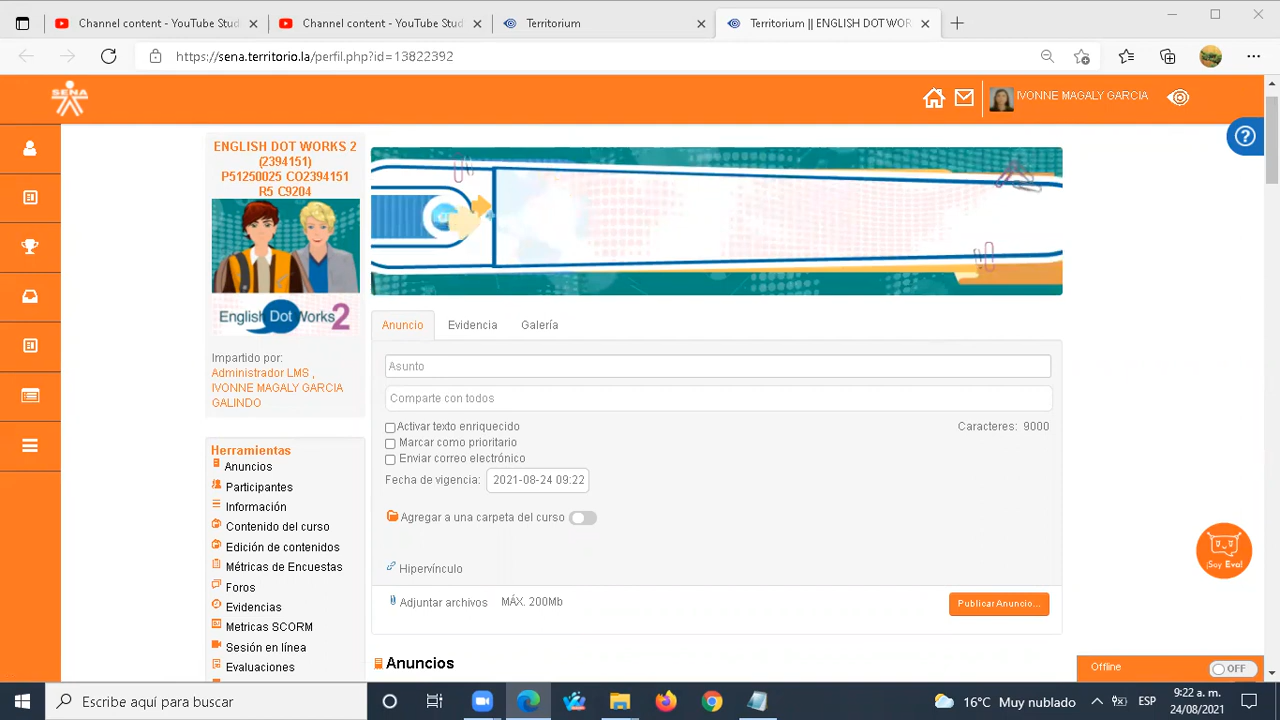 Channel content - YouTube Stud
Channel content - YouTube Stud
Territorium
Territorium || ENGLISH DOT WOR
https://sena.territorio.la/perfil.php?id=13822392
SENA
IVONNE MAGALY GARCIA
ENGLISH DOT WORKS 2
(2394151)
P51250025 CO2394151
R5 C9204
English Dot Works 2
Impartido por:
Administrador LMS ,
IVONNE MAGALY GARCIA
GALINDO
Herramientas
Anuncios
Participantes
Información
Contenido del curso
Edición de contenidos
Métricas de Encuestas
Foros
Evidencias
Metricas SCORM
Sesión en línea
Evaluaciones
Anuncio Evidencia Galería
Asunto
Comparte con todos
Activar texto enriquecido Caracteres: 9000
Marcar como prioritario
Enviar correo electrónico
Fecha de vigencia: 2021-08-24 09:22
Agregar a una carpeta del curso
Hipervínculo
Adjuntar archivos MÁX. 200Mb Publicar Anuncio...
Anuncios
¡Soy Eva!
Offline OFF
Escribe aquí para buscar
16°C Muy nublado
ESP
9:22 a. m.
24/08/2021